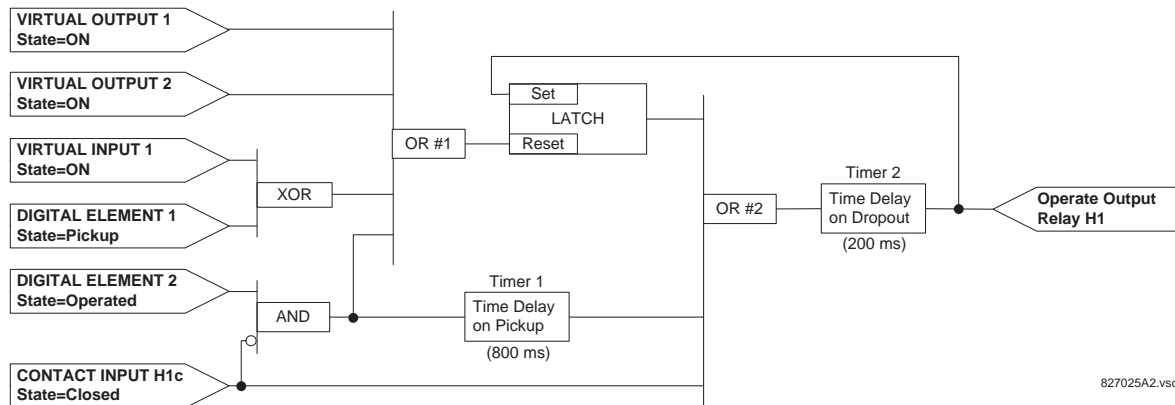 VIRTUAL OUTPUT 1
State=ON
VIRTUAL OUTPUT 2
State=ON
VIRTUAL INPUT 1
State=ON
DIGITAL ELEMENT 1
State=Pickup
DIGITAL ELEMENT 2
State=Operated
CONTACT INPUT H1c
State=Closed
XOR
AND
OR #1
Set
LATCH
Reset
Timer 1
Time Delay
on Pickup
(800 ms)
OR #2
Timer 2
Time Delay
on Dropout
(200 ms)
Operate Output
Relay H1
827025A2.vsd